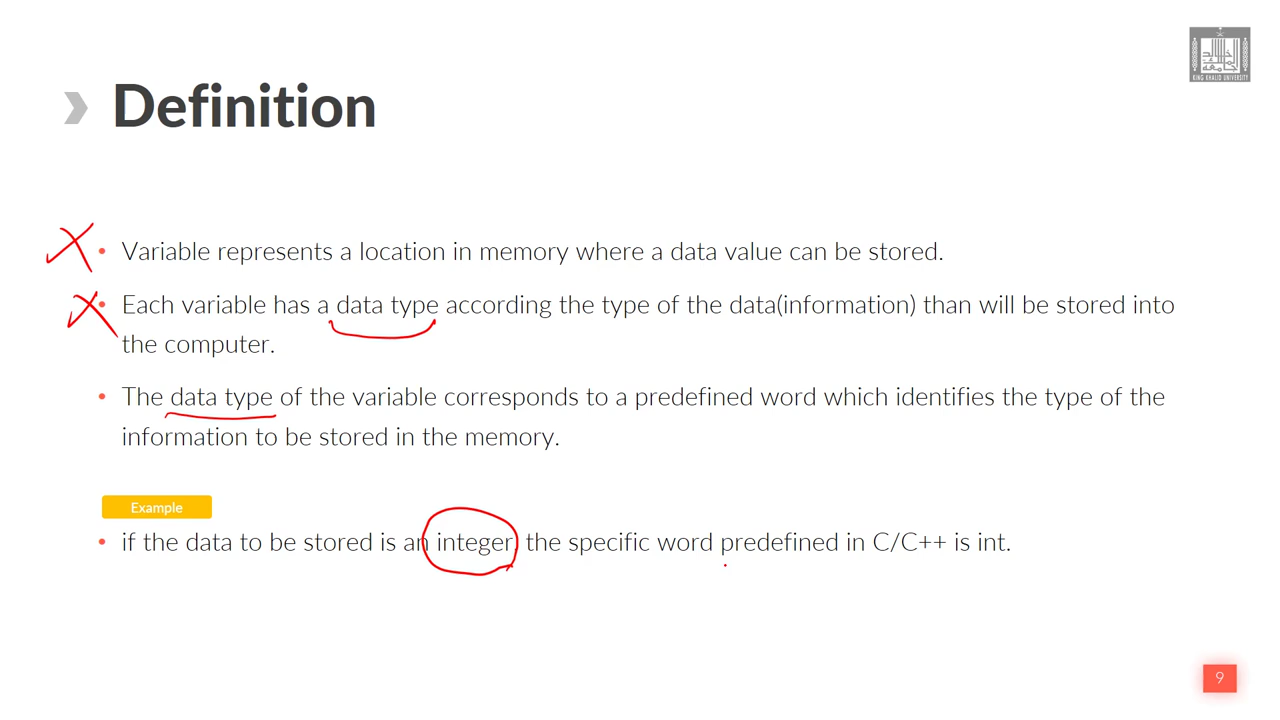 KING KHALID UNIVERSITY
Definition
• Variable represents a location in memory where a data value can be stored.
• Each variable has a data type according the type of the data(information) than will be stored into
the computer.
• The data type of the variable corresponds to a predefined word which identifies the type of the
information to be stored in the memory.
Example
• if the data to be stored is an integer, the specific word predefined in C/C++ is int.
9